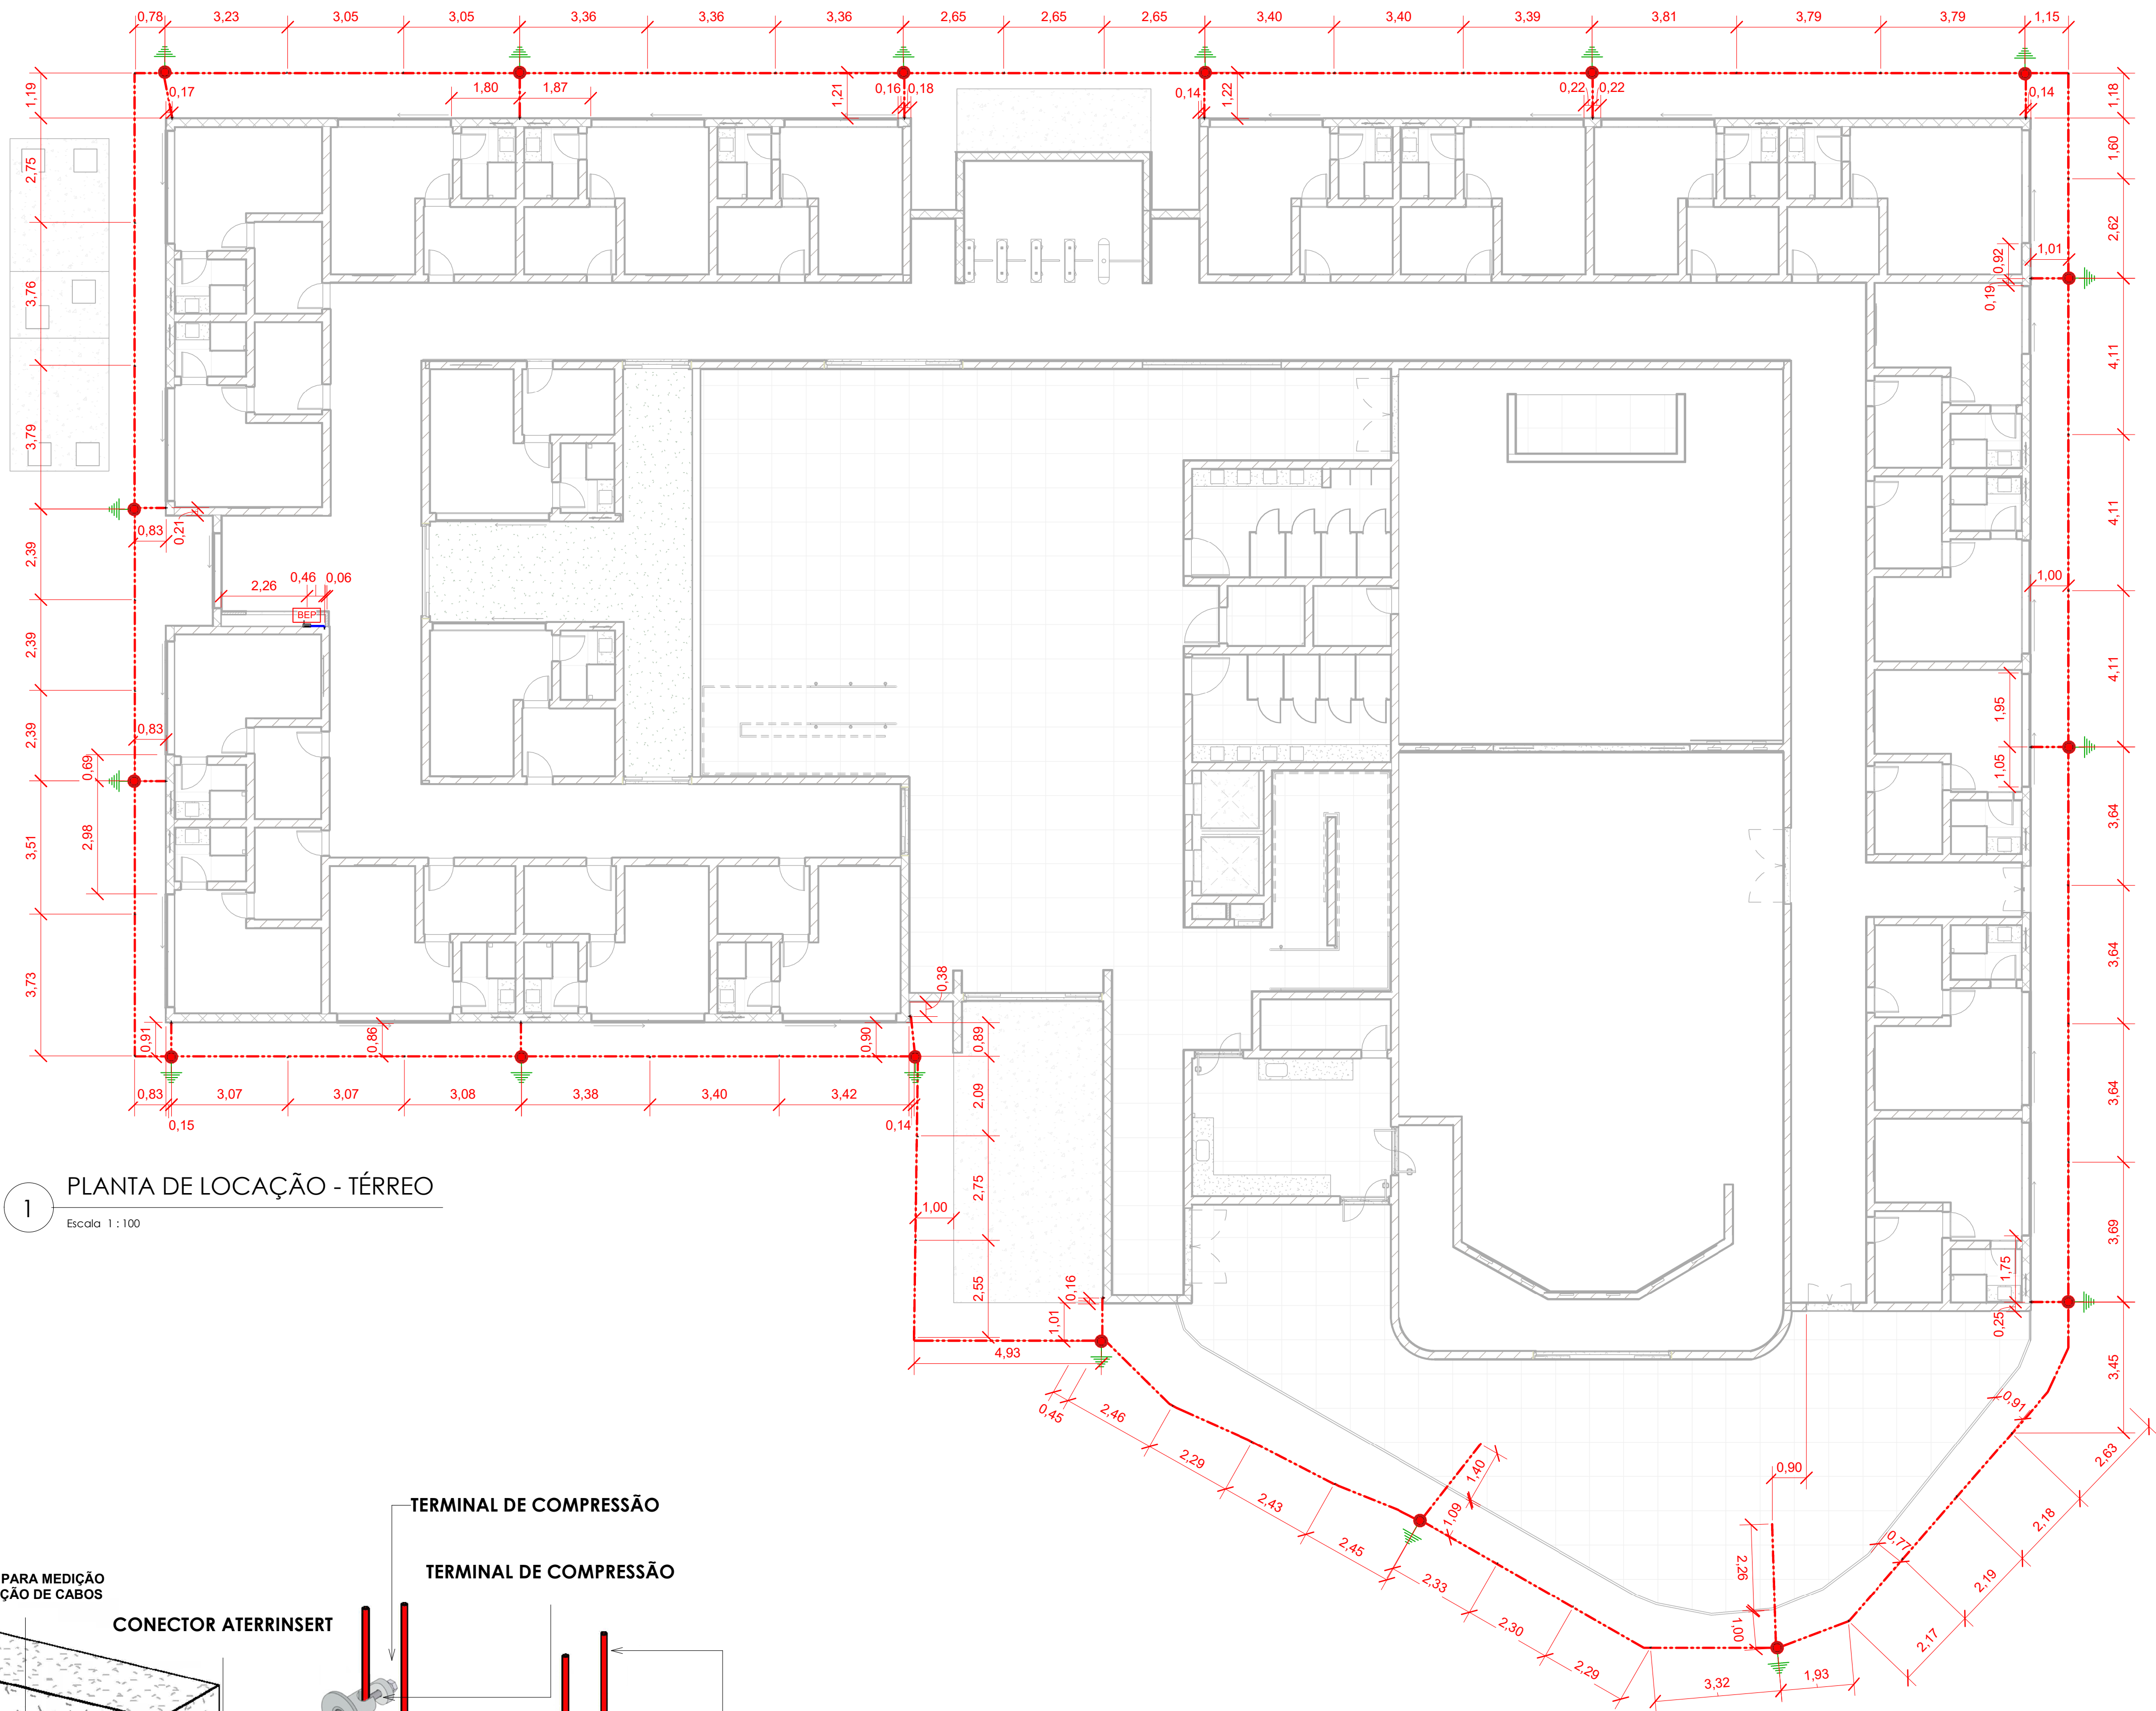 0,78 3,23 3,05 3,05 3,36 3,36 3,36 2,65 2,65 2,65 3,40 3,40 3,39 3,81 3,79 3,79 1,15
1,19 0,17 1,80 1,87 1,21 0,16 0,18 0,14 1,22 0,22 0,22 0,14 1,18
2,75 1,60
2,62
0,92 1,01
3,76 0,19
4,11
3,79
4,11
0,83 0,21
2,39
2,26 0,46 0,06 1,00
BEP
2,39
4,11
1,95
2,39 0,83
0,69
1,05
3,51 2,98 3,64
3,64
3,73 0,38
0,91 0,86 0,90 0,89
0,83 3,07 3,07 3,08 3,38 3,40 3,42 2,09 3,64
0,15 0,14
1 PLANTA DE LOCAÇÃO - TÉRREO
Escala 1 : 100
2,75
1,00
3,69
2,55 0,16 1,75
1,01 0,25
4,93
3,45
0,45 2,46 0,91
2,29 1,40 0,90 2,63
2,43 1,09 2,18
2,45 0,77
2,33 2,26 2,19
2,30 1,00 2,17
2,29
3,32 1,93
TERMINAL DE COMPRESSÃO
TERMINAL DE COMPRESSÃO
PARA MEDIÇÃO
ÇÃO DE CABOS
CONECTOR ATERRINSERT